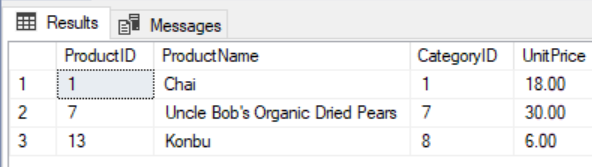 Results Messages
ProductID ProductName CategoryID UnitPrice
1 1 Chai 1 18.00
2 7 Uncle Bob's Organic Dried Pears 7 30.00
3 13 Konbu 8 6.00